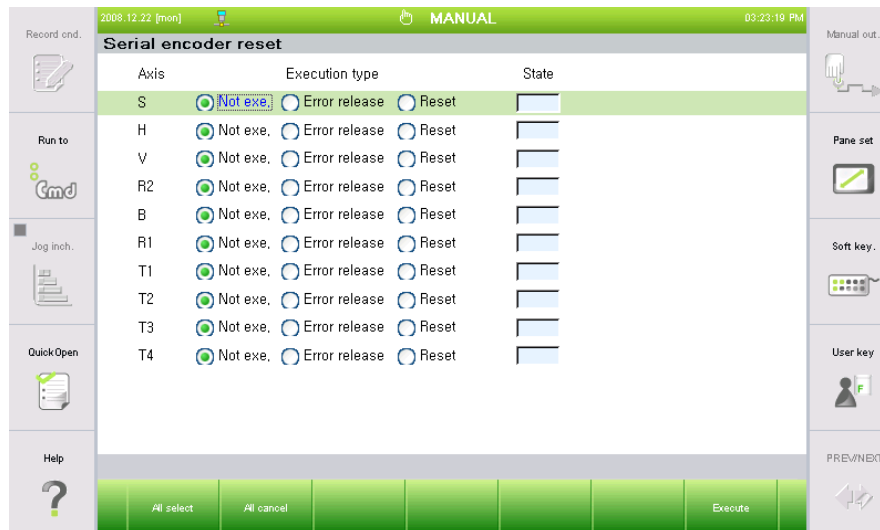 2008.12.22 [mon] MANUAL 03:23:19 PM
Serial encoder reset
Record cnd.
Run to
Cmd
Jog inch.
QuickOpen
Help
Axis Execution type State
S Not exe, Error release Reset
H Not exe, Error release Reset
V Not exe, Error release Reset
R2 Not exe, Error release Reset
B Not exe, Error release Reset
R1 Not exe, Error release Reset
T1 Not exe, Error release Reset
T2 Not exe, Error release Reset
T3 Not exe, Error release Reset
T4 Not exe, Error release Reset
All select All cancel Execute
Manual out.
Pane set
Soft key.
User key
F
PREV/NEXT